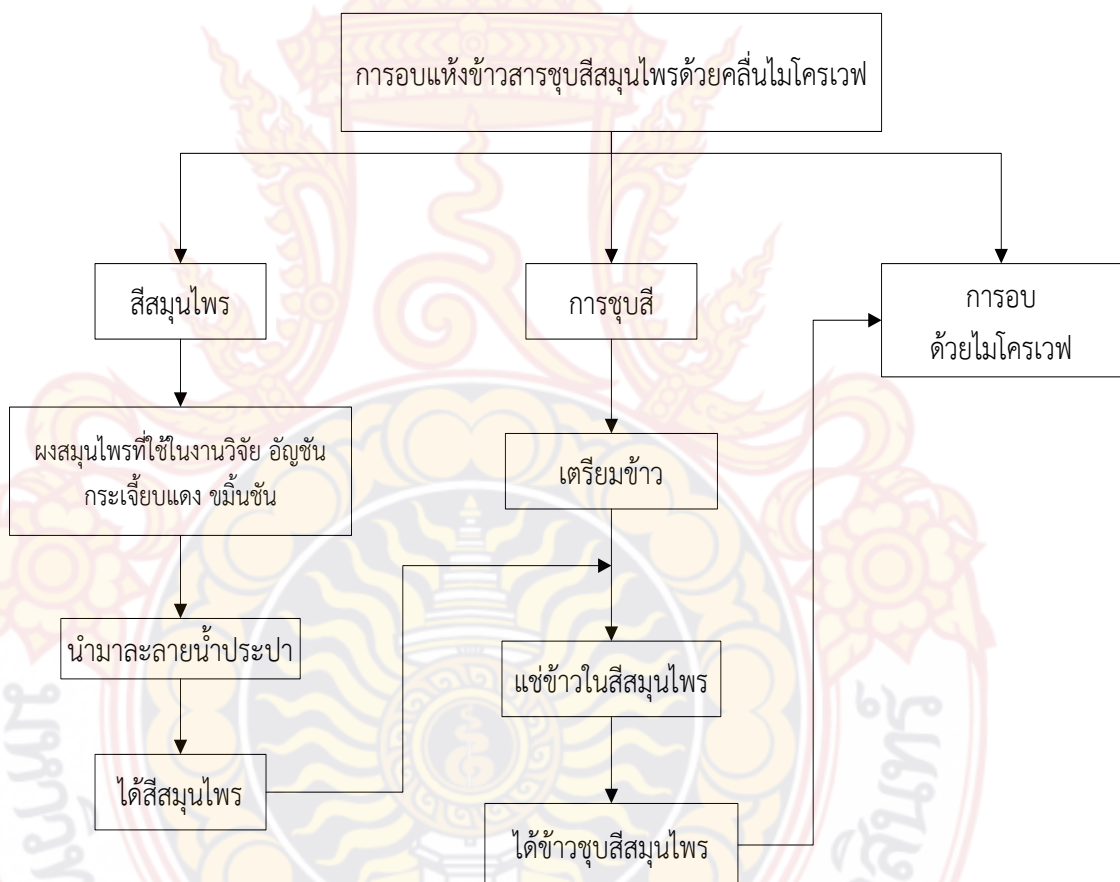 การอบแห้งข้าวสารชุบสีสมุนไพรด้วยคลื่นไมโครเวฟ
สีสมุนไพร
การชุบสี
การอบ
ด้วยไมโครเวฟ
ผงสมุนไพรที่ใช้ในงานวิจัย อัญชัน
กระเจี้ยบแดง ขมิ้นชัน
เตรียมข้าว
นำมาละลายน้ำประปา
แช่ข้าวในสีสมุนไพร
ได้สีสมุนไพร
ได้ข้าวชุบสีสมุนไพร